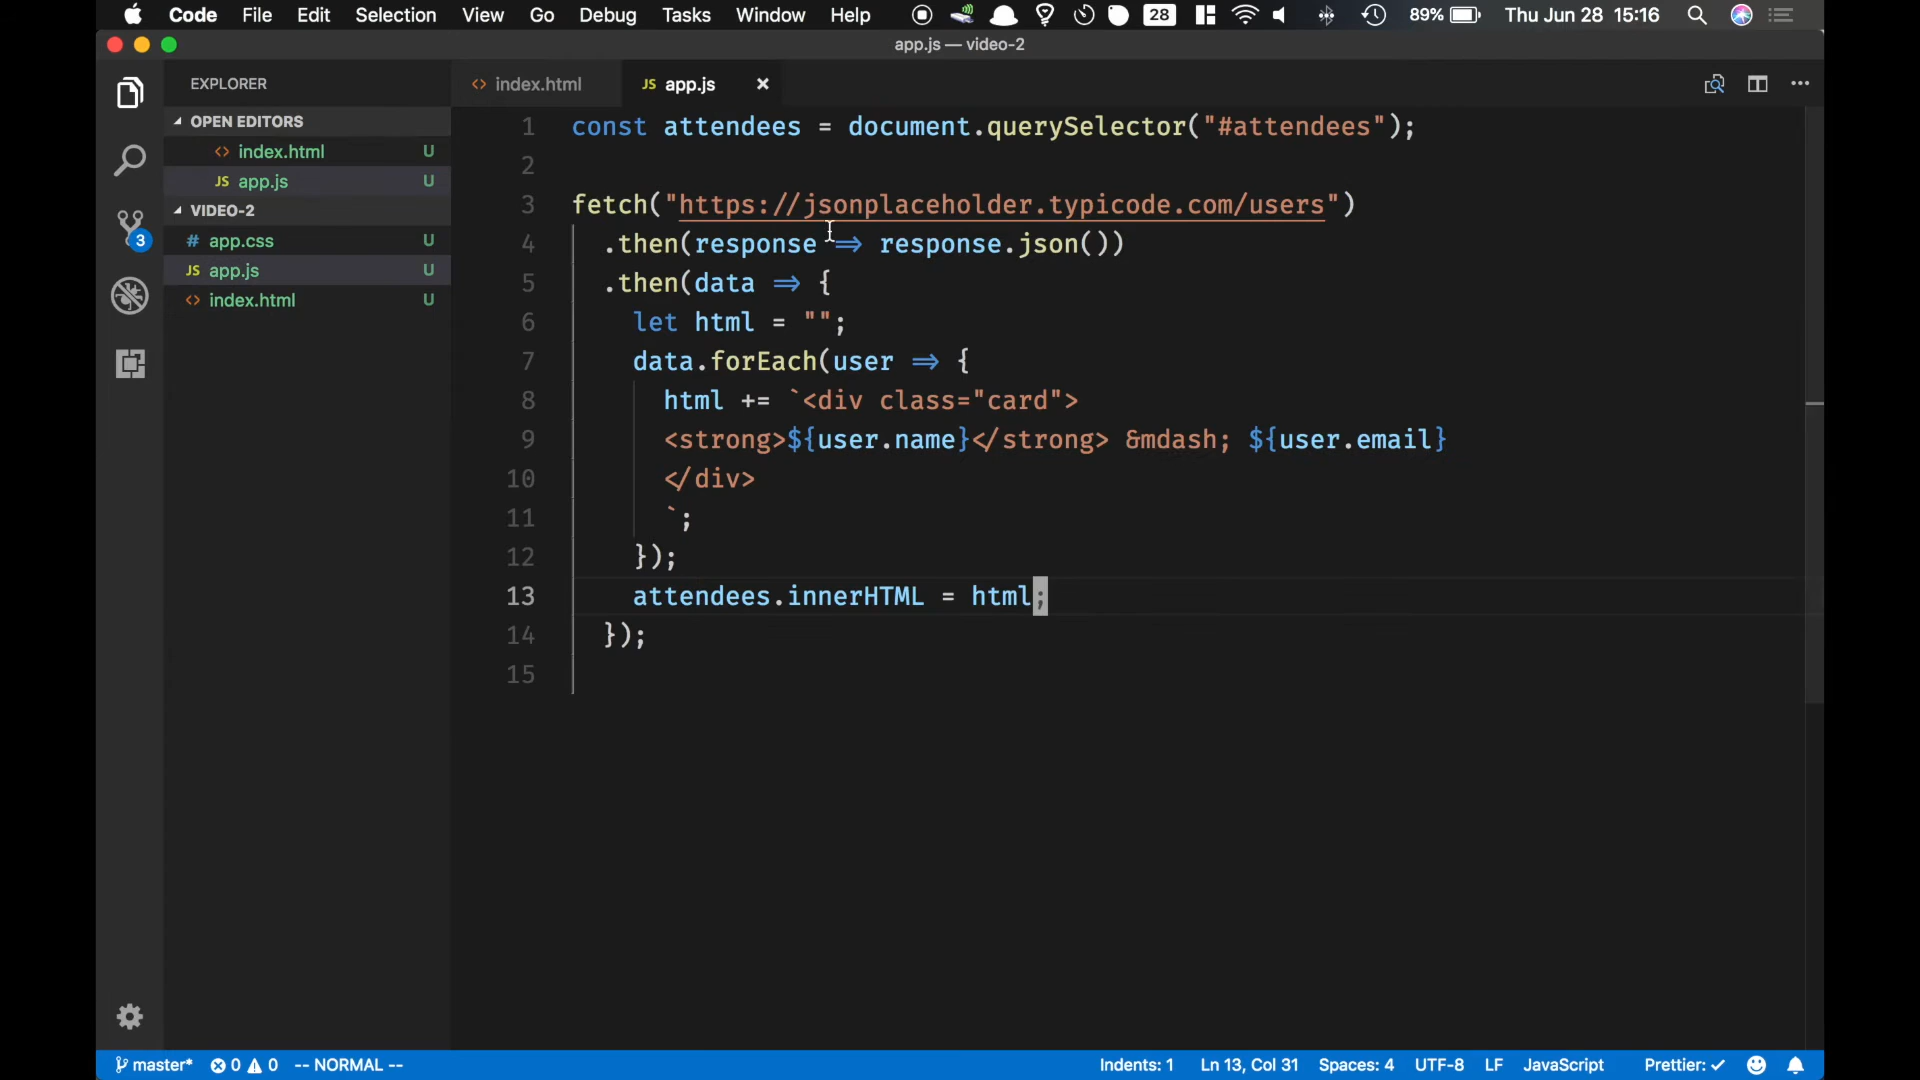 Code File Edit Selection View Go Debug Tasks Window Help 28 89% Thu Jun 28 15:16
app.js — video-2
EXPLORER
OPEN EDITORS
index.html U
JS app.js U
VIDEO-2
# app.css U
JS app.js U
index.html U
3
index.html JS app.js
1 const attendees = document.querySelector("#attendees");
2
3 fetch("https://jsonplaceholder.typicode.com/users")
4 .then(response => response.json())
5 .then(data => {
6 let html = "";
7 data.forEach(user => {
8 html += `<div class="card">
9 <strong>${user.name}</strong> &mdash; ${user.email}
10 </div>
11 `;
12 });
13 attendees.innerHTML = html;
14 });
15
master* 0 0 -- NORMAL -- Indents: 1 Ln 13, Col 31 Spaces: 4 UTF-8 LF JavaScript Prettier: ✓